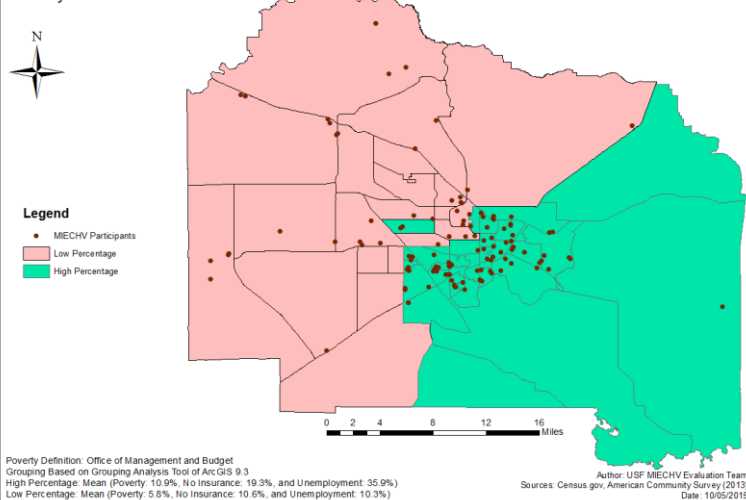 N
Legend
MIECHV Participants
Low Percentage
High Percentage
0 2 4 8 12 16
Miles
Poverty Definition: Office of Management and Budget
Grouping Based on Grouping Analysis Tool of ArcGIS 9.3
High Percentage: Mean (Poverty: 10.9%, No Insurance: 19.3%, and Unemployment: 35.9%)
Low Percentage: Mean (Poverty: 5.8%, No Insurance: 10.6%, and Unemployment: 10.3%)
Author: USF MIECHV Evaluation Team
Sources: Census.gov, American Community Survey (2013)
Date: 10/05/2015